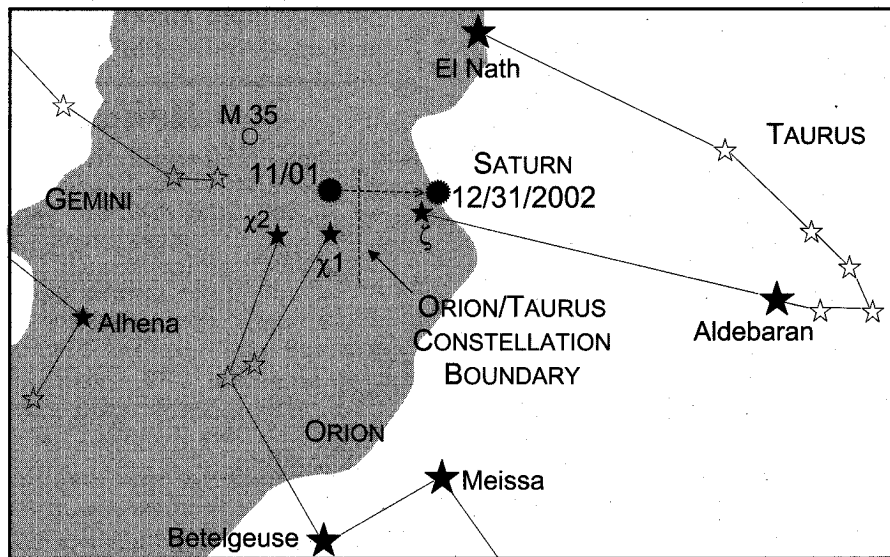 El Nath
M 35
TAURUS
11/01
SATURN
12/31/2002
GEMINI
χ2
χ1
ζ
Alhena
ORION/TAURUS
CONSTELLATION
BOUNDARY
Aldebaran
ORION
Meissa
Betelgeuse